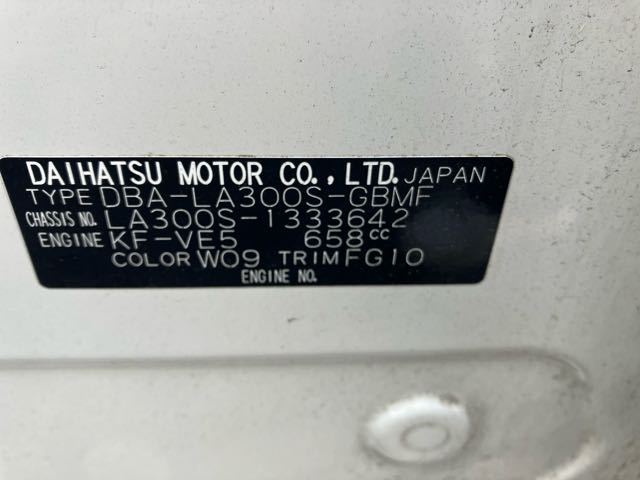 DAIHATSU MOTOR CO., LTD. JAPAN
TYPE DBA-LA300S-GBMF
CHASSIS NO. LA300S-1333642
ENGINE KF-VE5 658cc
COLOR W09 TRIM FG10
ENGINE NO.